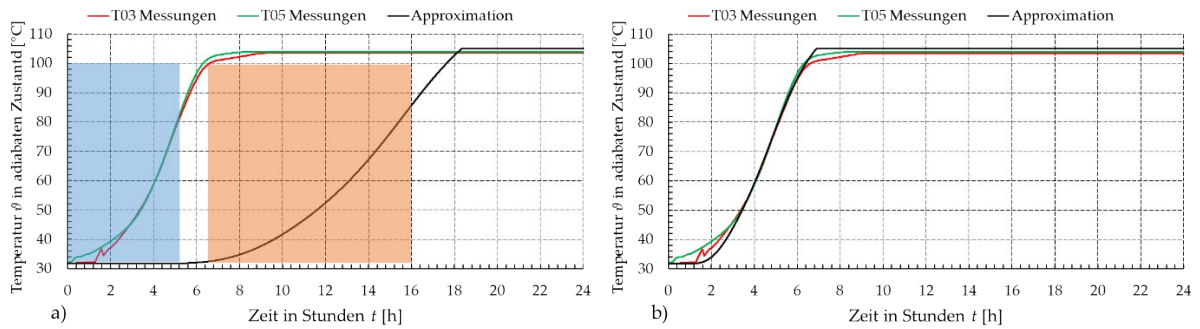 T03 Messungen T05 Messungen Approximation
Temperatur ϑ in adiabaten Zustantd [°C]
110
100
90
80
70
60
50
40
30
0 2 4 6 8 10 12 14 16 18 20 22 24
a) Zeit in Stunden t [h]
T03 Messungen T05 Messungen Approximation
Temperatur ϑ in adiabaten Zustantd [°C]
110
100
90
80
70
60
50
40
30
0 2 4 6 8 10 12 14 16 18 20 22 24
b) Zeit in Stunden t [h]